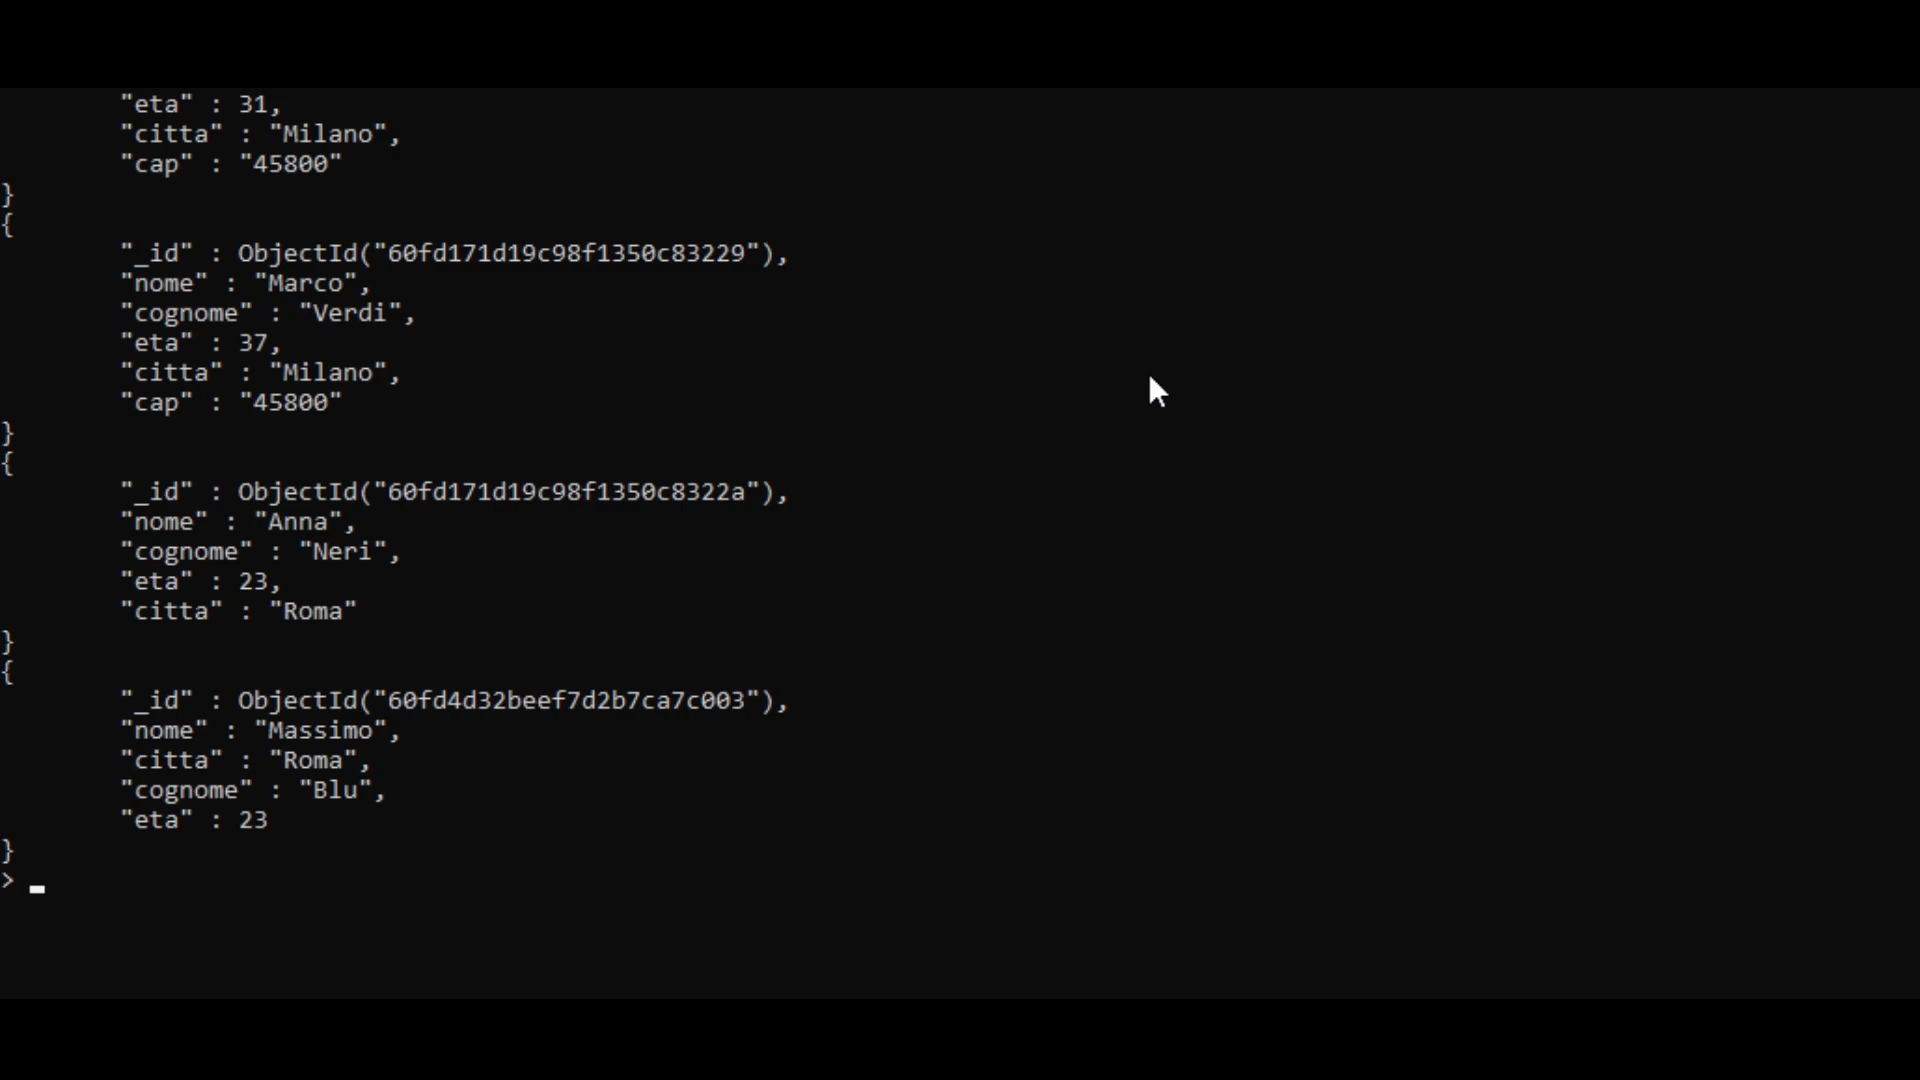 "eta" : 31,
"citta" : "Milano",
"cap" : "45800"
}
{
"_id" : ObjectId("60fd171d19c98f1350c83229"),
"nome" : "Marco",
"cognome" : "Verdi",
"eta" : 37,
"citta" : "Milano",
"cap" : "45800"
}
{
"_id" : ObjectId("60fd171d19c98f1350c8322a"),
"nome" : "Anna",
"cognome" : "Neri",
"eta" : 23,
"citta" : "Roma"
}
{
"_id" : ObjectId("60fd4d32beef7d2b7ca7c003"),
"nome" : "Massimo",
"citta" : "Roma",
"cognome" : "Blu",
"eta" : 23
}
>